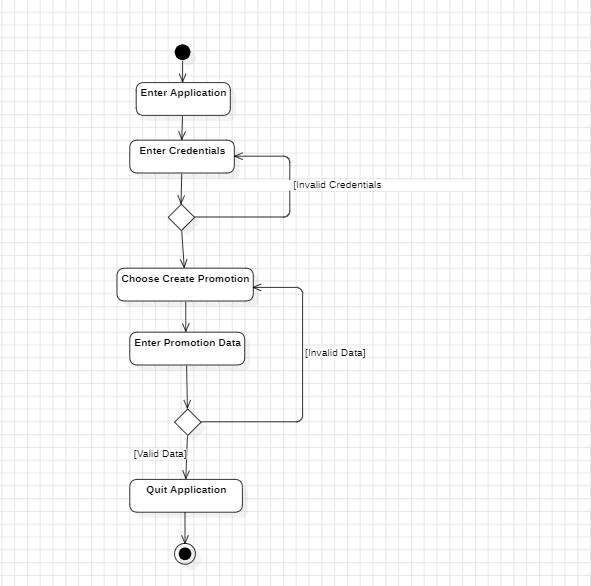 Enter Application
Enter Credentials
[Invalid Credentials
Choose Create Promotion
Enter Promotion Data
[Invalid Data]
[Valid Data]
Quit Application